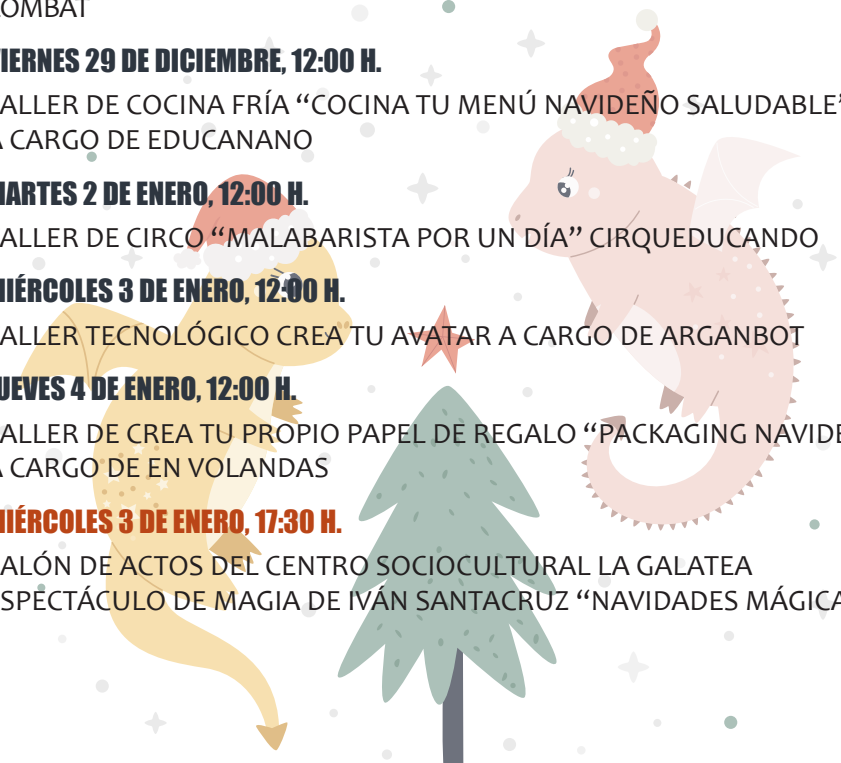 OMBAT
IERNES 29 DE DICIEMBRE, 12:00 H.
ALLER DE COCINA FRÍA “COCINA TU MENÚ NAVIDEÑO SALUDABLE”
A CARGO DE EDUCANANO
MARTES 2 DE ENERO, 12:00 H.
ALLER DE CIRCO “MALABARISTA POR UN DÍA” CIRQUEDUCANDO
MIÉRCOLES 3 DE ENERO, 12:00 H.
ALLER TECNOLÓGICO CREA TU AVATAR A CARGO DE ARGANBOT
UEVES 4 DE ENERO, 12:00 H.
ALLER DE CREA TU PROPIO PAPEL DE REGALO “PACKAGING NAVIDE
A CARGO DE EN VOLANDAS
MIÉRCOLES 3 DE ENERO, 17:30 H.
ALÓN DE ACTOS DEL CENTRO SOCIOCULTURAL LA GALATEA
SPECTÁCULO DE MAGIA DE IVÁN SANTACRUZ “NAVIDADES MÁGICA